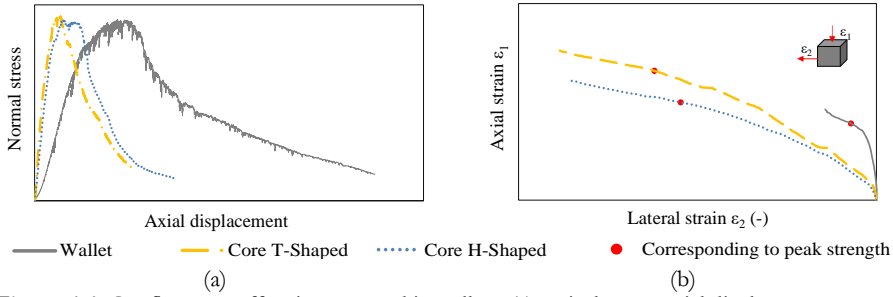 Normal stress
Axial displacement
Axial strain ε1
ε1
ε2
Lateral strain ε2 (-)
Wallet
Core T-Shaped
Core H-Shaped
Corresponding to peak strength
(a)
(b)